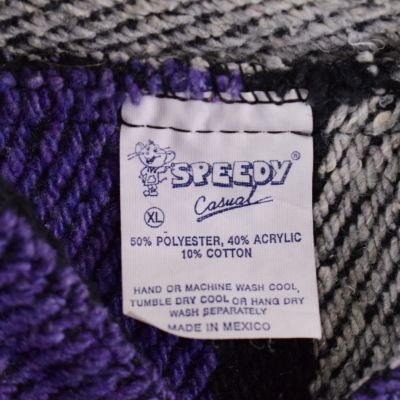 SPEEDY®
Casual
XL
50% POLYESTER, 40% ACRYLIC
10% COTTON
HAND OR MACHINE WASH COOL,
TUMBLE DRY COOL OR HANG DRY
WASH SEPARATELY
MADE IN MEXICO